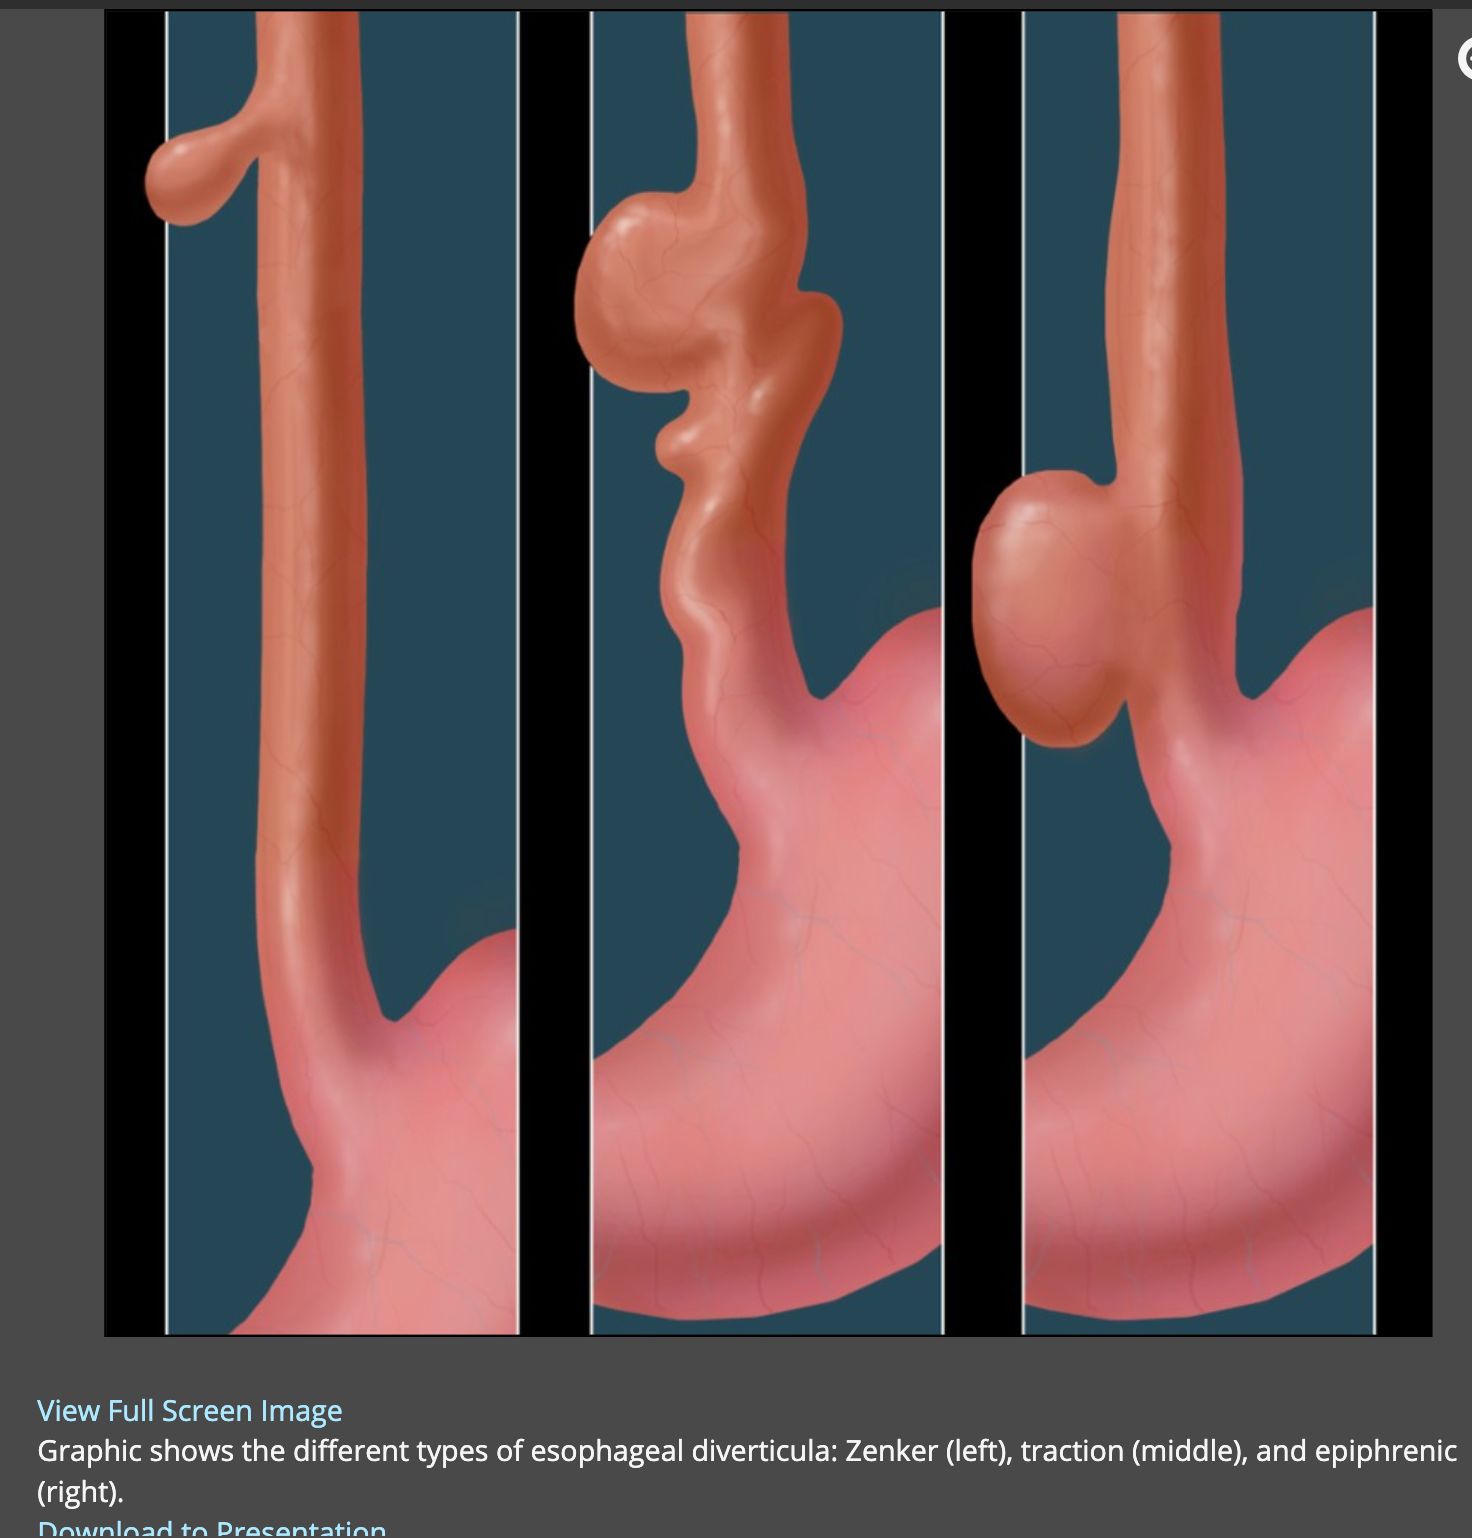 View Full Screen Image
Graphic shows the different types of esophageal diverticula: Zenker (left), traction (middle), and epiphrenic
(right).
Download to Presentation